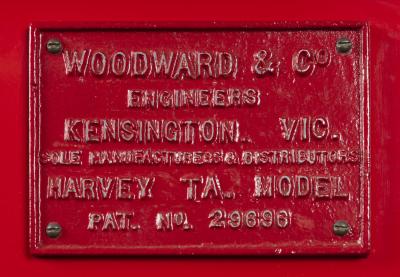 WOODWARD & CO
ENGINEERS
KENSINGTON. VIC.
SOLE MANUFACTURERS & DISTRIBUTORS
HARVEY TA. MODEL
PAT. NO. 29696